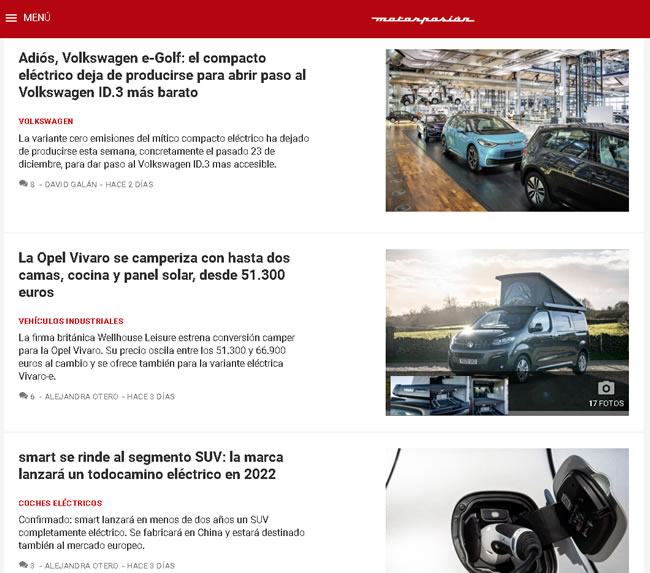 MENÚ
motorpasión
Adiós, Volkswagen e-Golf: el compacto
eléctrico deja de producirse para abrir paso al
Volkswagen ID.3 más barato
VOLKSWAGEN
La variante cero emisiones del mítico compacto eléctrico ha dejado
de producirse esta semana, concretamente el pasado 23 de
diciembre, para dar paso al Volkswagen ID.3 mas accesible.
8 - DAVID GALÁN - HACE 2 DÍAS
La Opel Vivaro se camperiza con hasta dos
camas, cocina y panel solar, desde 51.300
euros
VEHÍCULOS INDUSTRIALES
La firma británica Wellhouse Leisure estrena conversión camper
para la Opel Vivaro. Su precio oscila entre los 51.300 y 66.900
euros al cambio y se ofrece también para la variante eléctrica
Vivaro-e.
6 - ALEJANDRA OTERO - HACE 3 DÍAS
17 FOTOS
smart se rinde al segmento SUV: la marca
lanzará un todocamino eléctrico en 2022
COCHES ELÉCTRICOS
Confirmado: smart lanzará en menos de dos años un SUV
completamente eléctrico. Se fabricará en China y estará destinado
también al mercado europeo.
3 - ALEJANDRA OTERO - HACE 3 DÍAS